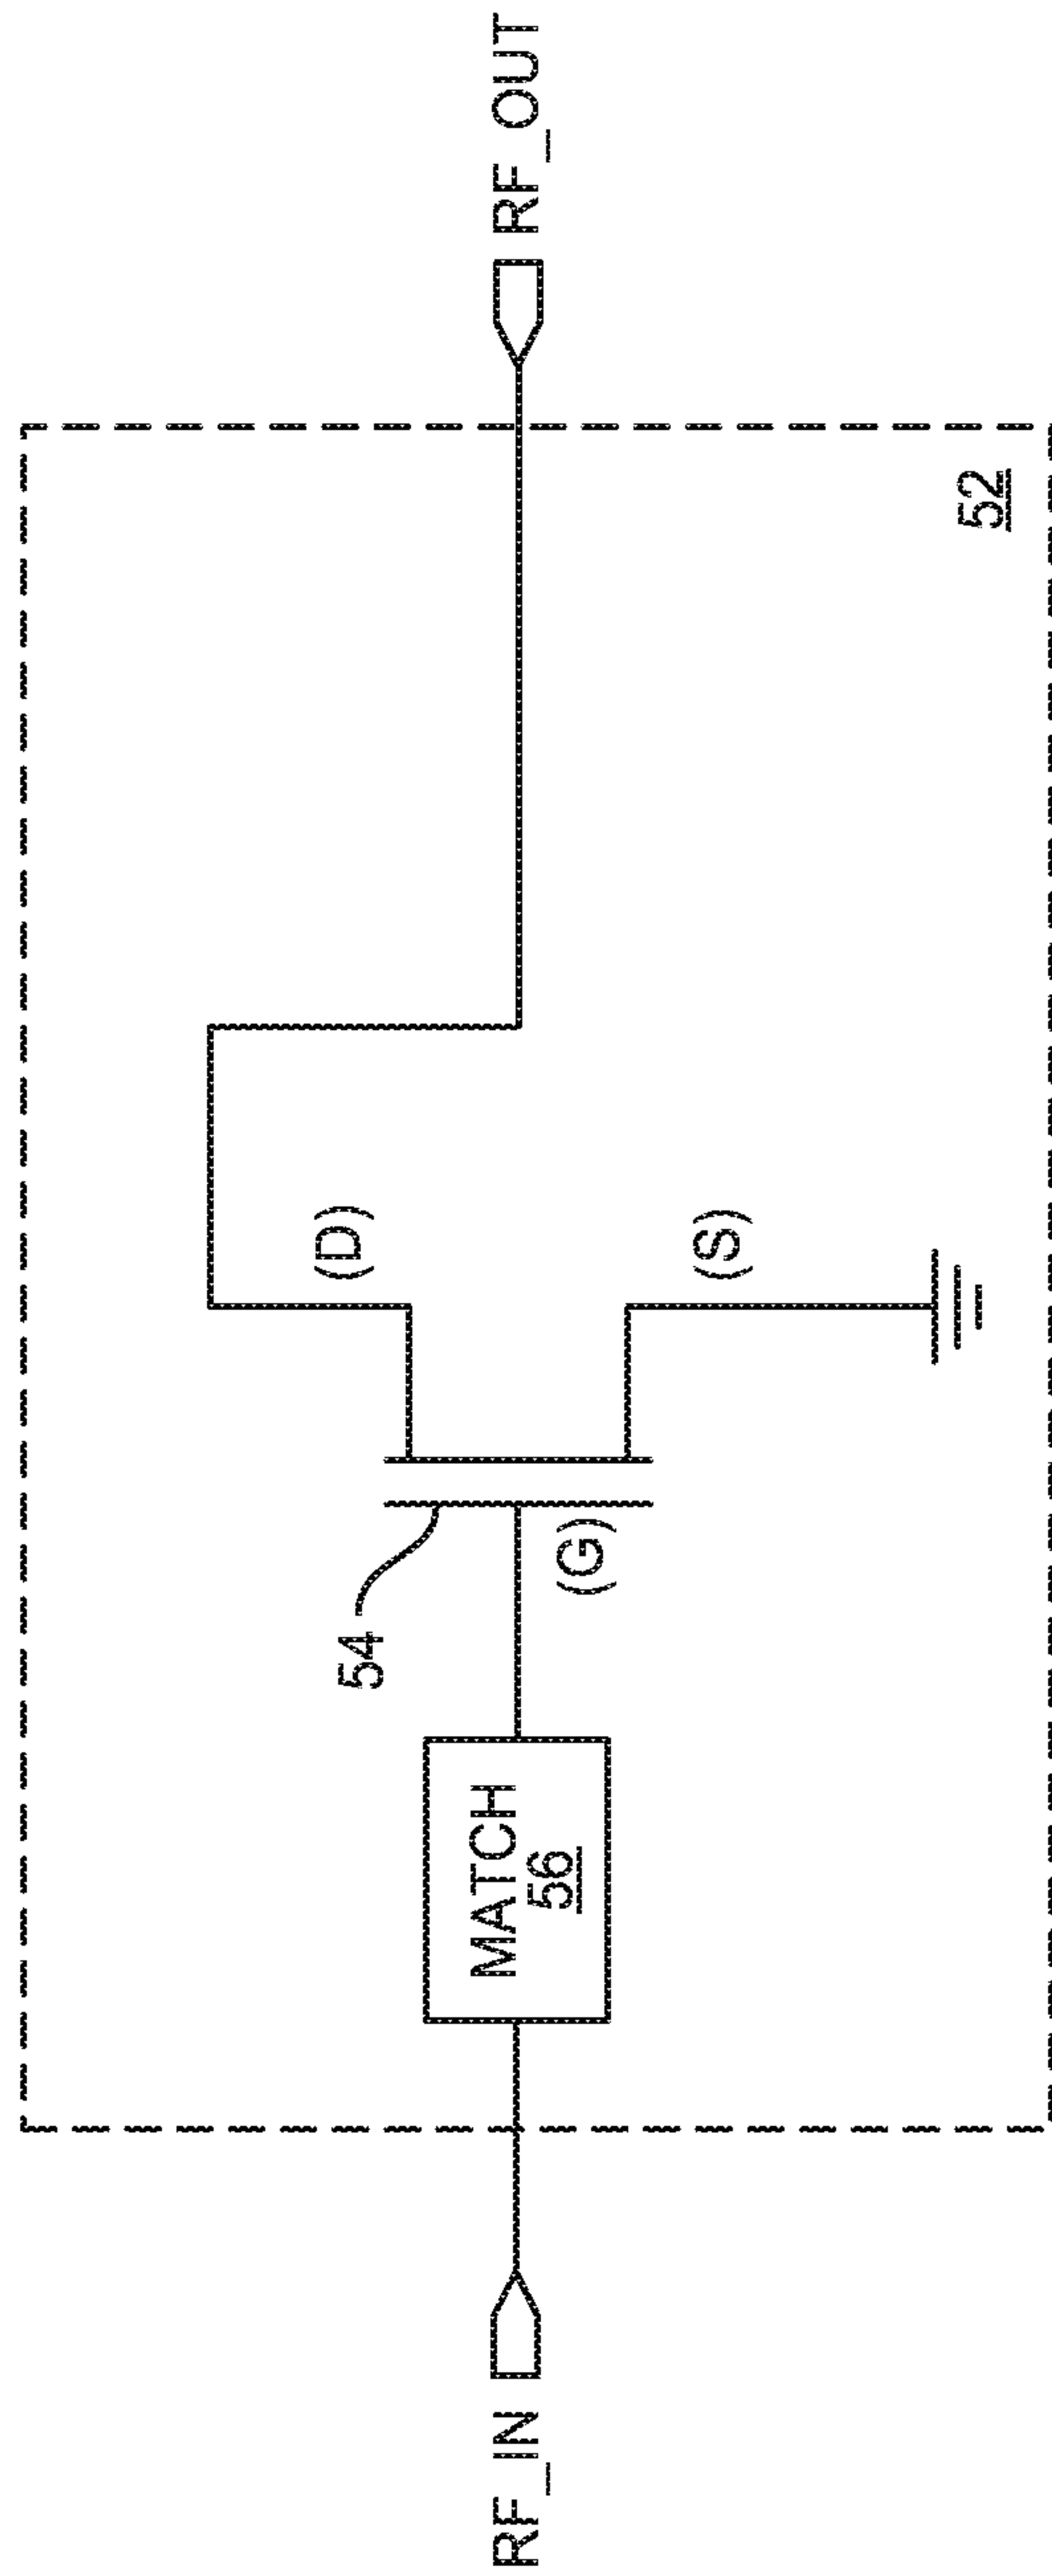 RF_IN
MATCH
56
54
(G)
(D)
(S)
52
RF_OUT